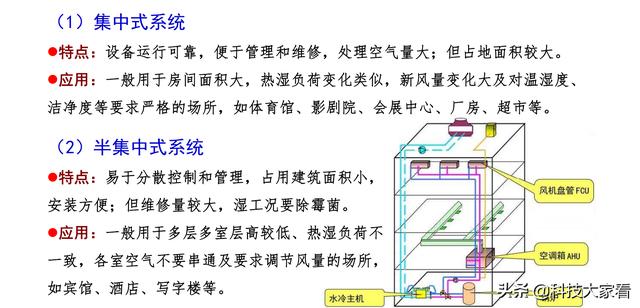 （1）集中式系统
特点：设备运行可靠，便于管理和维修，处理空气量大；但占地面积较大。
应用：一般用于房间面积大，热湿负荷变化类似，新风量变化大及对温湿度、
洁净度等要求严格的场所，如体育馆、影剧院、会展中心、厂房、超市等。
（2）半集中式系统
特点：易于分散控制和管理，占用建筑面积小，
安装方便；但维修量较大，湿工况要除霉菌。
应用：一般用于多层多室层高较低、热湿负荷不
一致，各室空气不要串通及要求调节风量的场所，
如宾馆、酒店、写字楼等。
风机盘管 FCU
空调箱 AHU
水冷主机
头条 @科技大家看